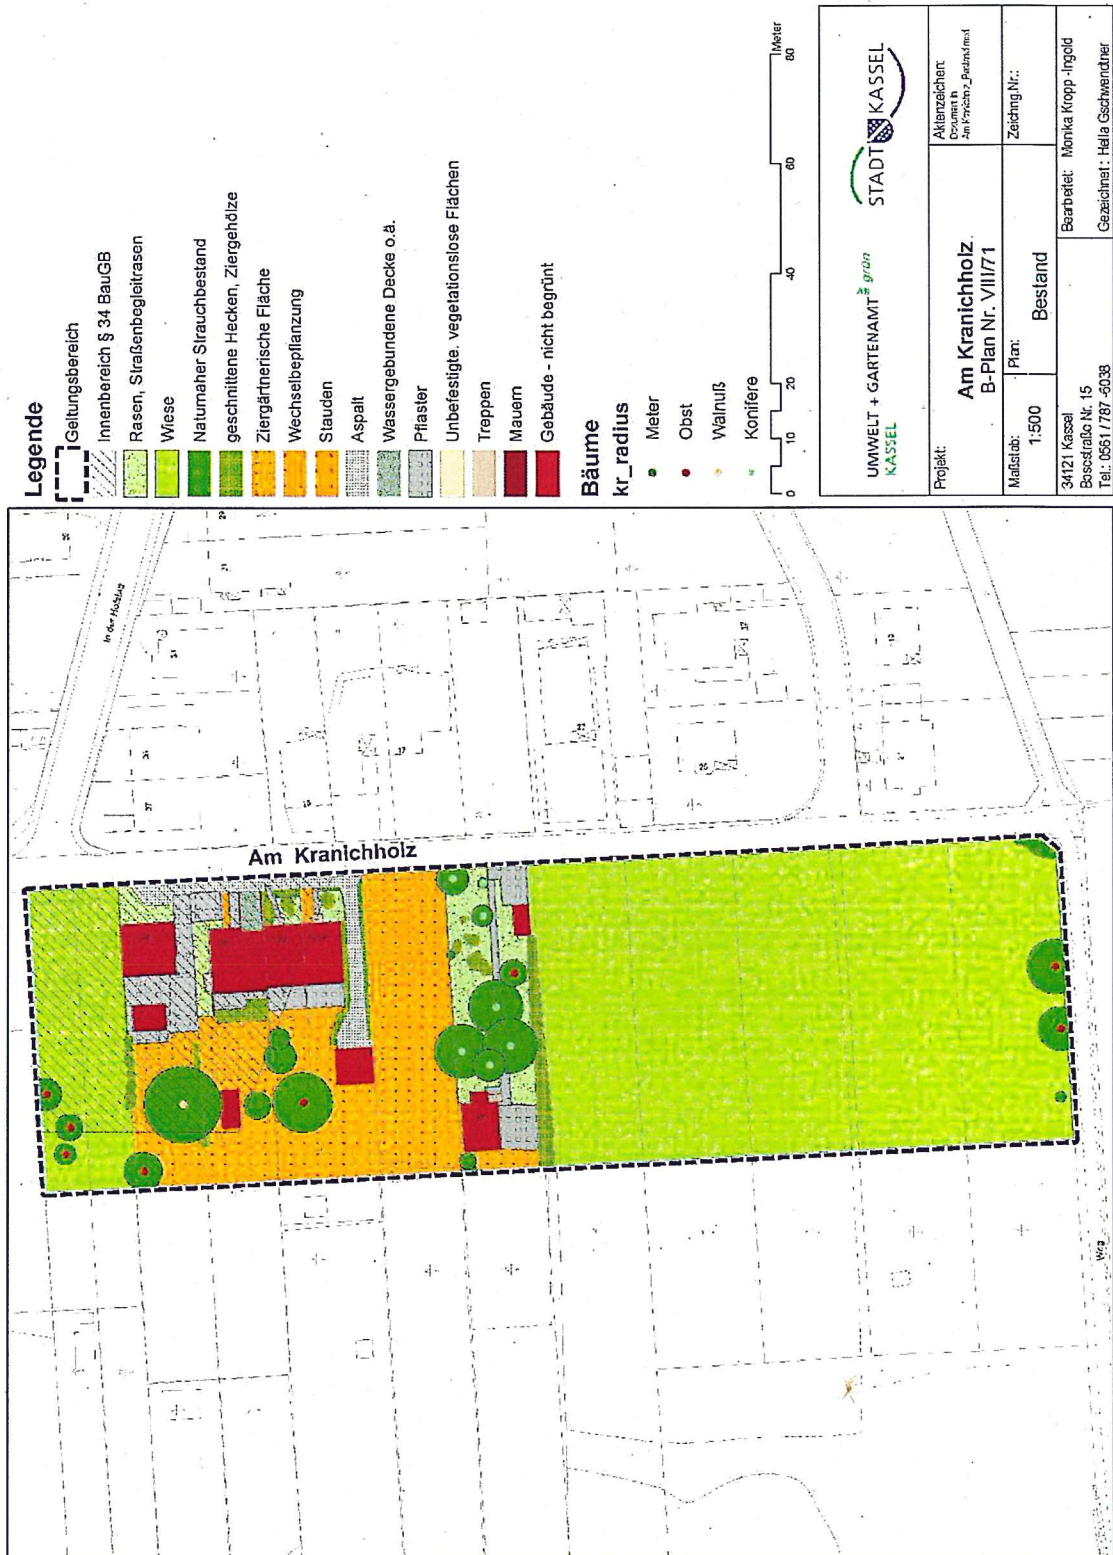 Legende
Geltungsbereich
Innenbereich § 34 BauGB
Rasen, Straßenbegleitrasen
Wiese
Naturnaher Strauchbestand
geschnittene Hecken, Ziergehölze
Ziergärtnerische Fläche
Wechselbepflanzung
Stauden
Asphalt
Wassergebundene Decke o.ä.
Pflaster
Unbefestigte, vegetationslose Flächen
Treppen
Mauern
Gebäude - nicht begrünt
Bäume
kr_radius
Meter
Obst
Walnuß
Konifere
0 10 20 40 60 80
Meter
UMWELT + GARTENAMT grün
KASSEL
STADT KASSEL
Projekt:
Am Kranichholz
B-Plan Nr. VIII/71
Aktenzeichen:
Maßstab:
1:500
Plan:
Bestand
Zeichng.Nr.:
34121 Kassel
Boscstraße Nr. 15
Tel.: 0561 / 787 -6038
Bearbeitet: Monika Kropp -Ingold
Gezeichnet : Hella Gschwendtner
Am Kranichholz
Weg